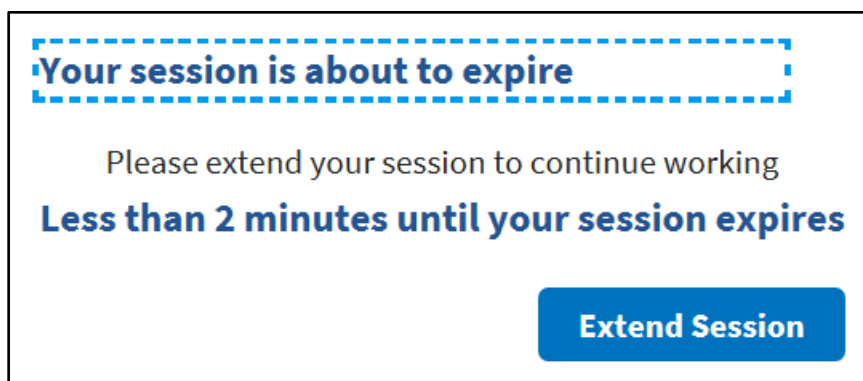 Your session is about to expire
Please extend your session to continue working
Less than 2 minutes until your session expires
Extend Session